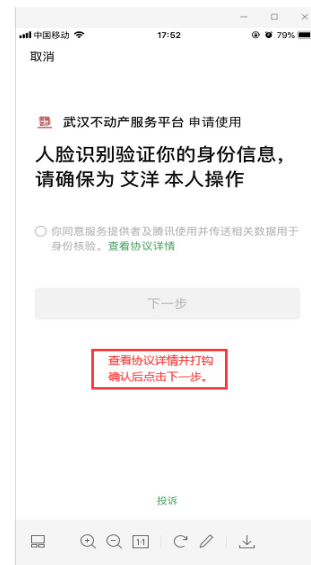 中国移动 17:52 79%
取消
武汉不动产服务平台 申请使用
人脸识别验证你的身份信息，
请确保为 艾洋 本人操作
你同意服务提供者及腾讯使用并传送相关数据用于
身份核验。查看协议详情
下一步
查看协议详情并打钩
确认后点击下一步。
投诉
1:1